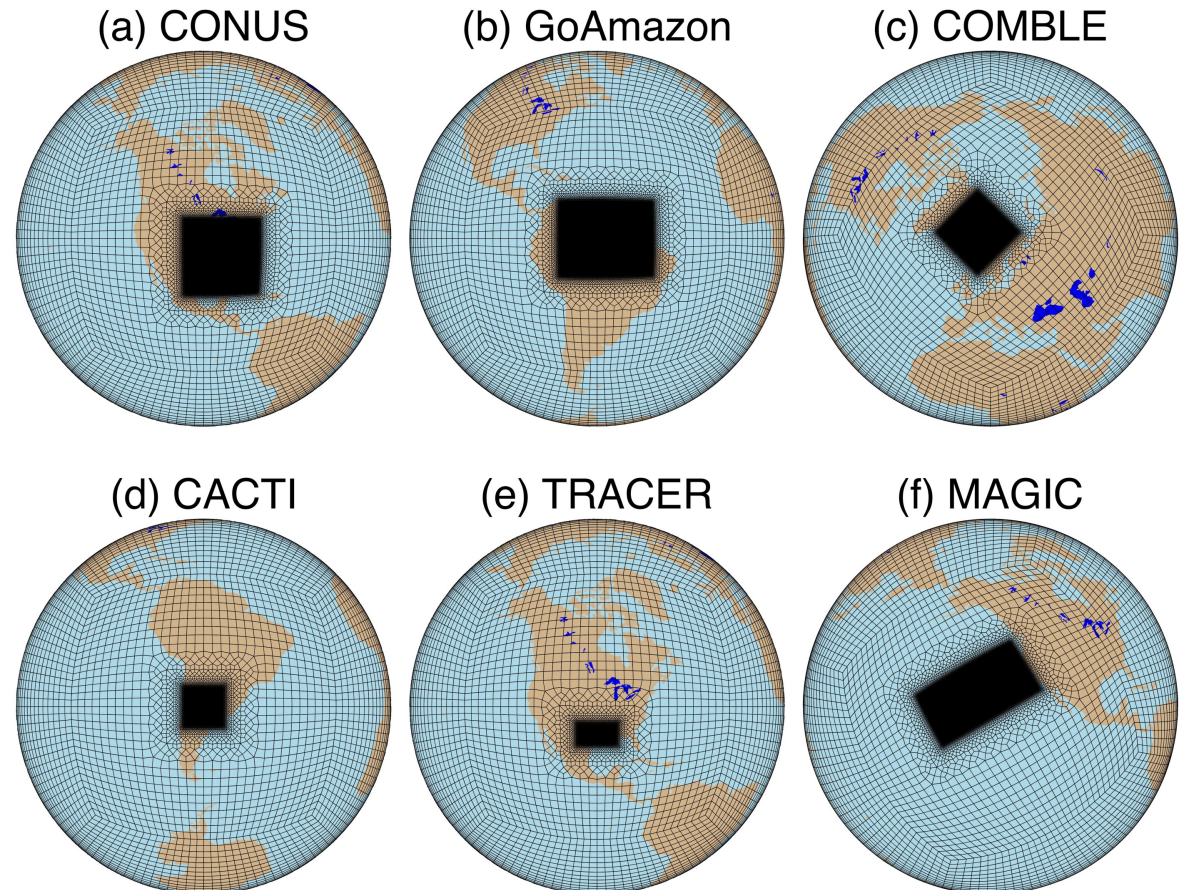 (a) CONUS
(b) GoAmazon
(c) COMBLE
(d) CACTI
(e) TRACER
(f) MAGIC